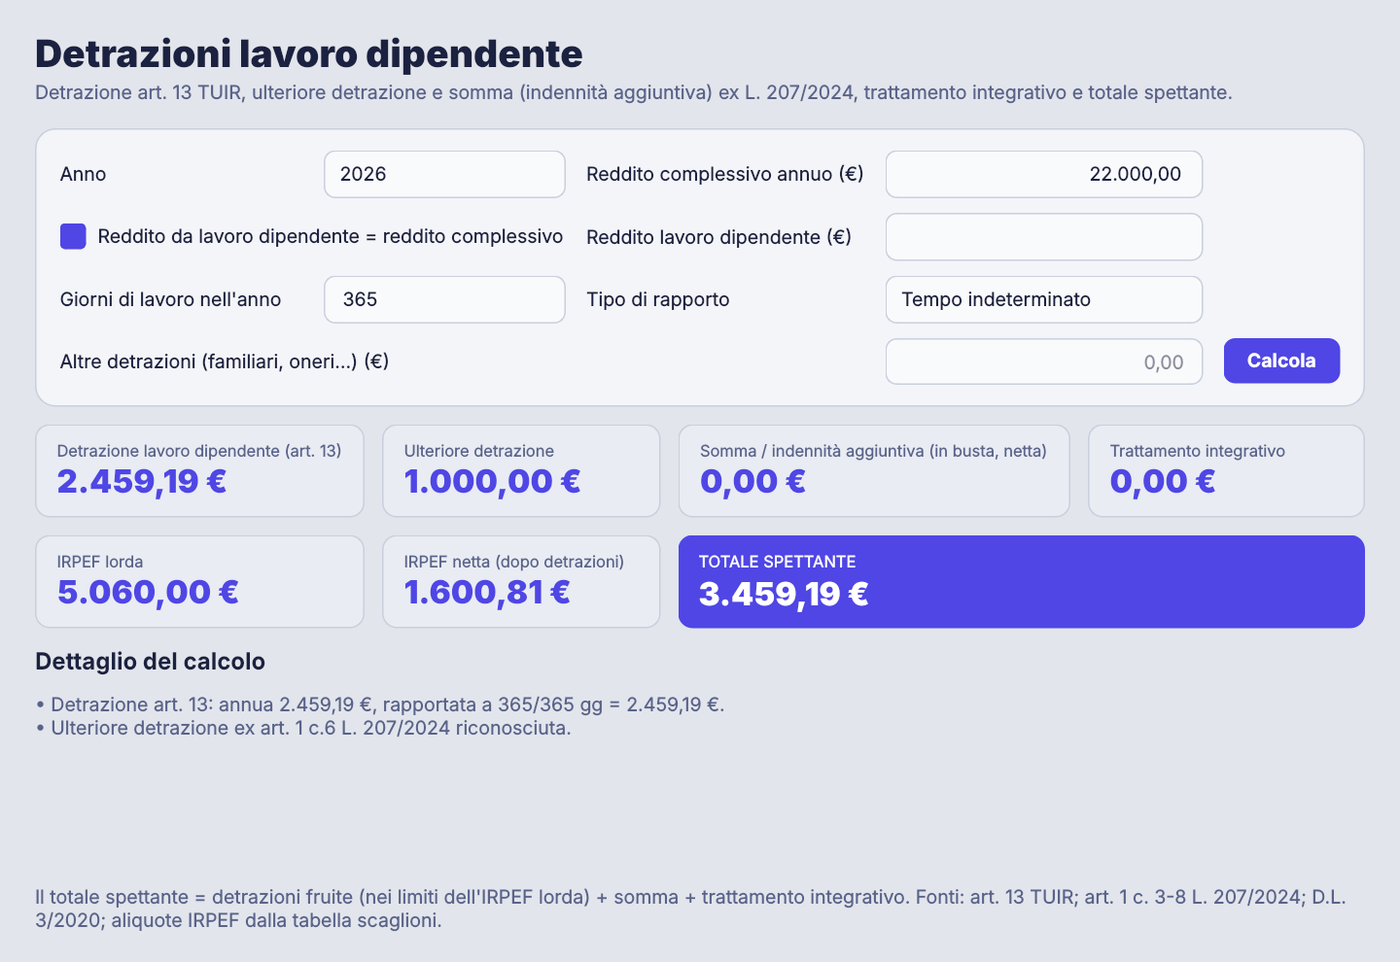 Detrazioni lavoro dipendente
Detrazione art. 13 TUIR, ulteriore detrazione e somma (indennità aggiuntiva) ex L. 207/2024, trattamento integrativo e totale spettante.
Anno
2026
Reddito complessivo annuo (€)
22.000,00
Reddito da lavoro dipendente = reddito complessivo
Reddito lavoro dipendente (€)
Giorni di lavoro nell'anno
365
Tipo di rapporto
Tempo indeterminato
Altre detrazioni (familiari, oneri...) (€)
0,00
Calcola
Detrazione lavoro dipendente (art. 13)
2.459,19 €
Ulteriore detrazione
1.000,00 €
Somma / indennità aggiuntiva (in busta, netta)
0,00 €
Trattamento integrativo
0,00 €
IRPEF lorda
5.060,00 €
IRPEF netta (dopo detrazioni)
1.600,81 €
TOTALE SPETTANTE
3.459,19 €
Dettaglio del calcolo
• Detrazione art. 13: annua 2.459,19 €, rapportata a 365/365 gg = 2.459,19 €.
• Ulteriore detrazione ex art. 1 c.6 L. 207/2024 riconosciuta.
Il totale spettante = detrazioni fruite (nei limiti dell'IRPEF lorda) + somma + trattamento integrativo. Fonti: art. 13 TUIR; art. 1 c. 3-8 L. 207/2024; D.L.
3/2020; aliquote IRPEF dalla tabella scaglioni.